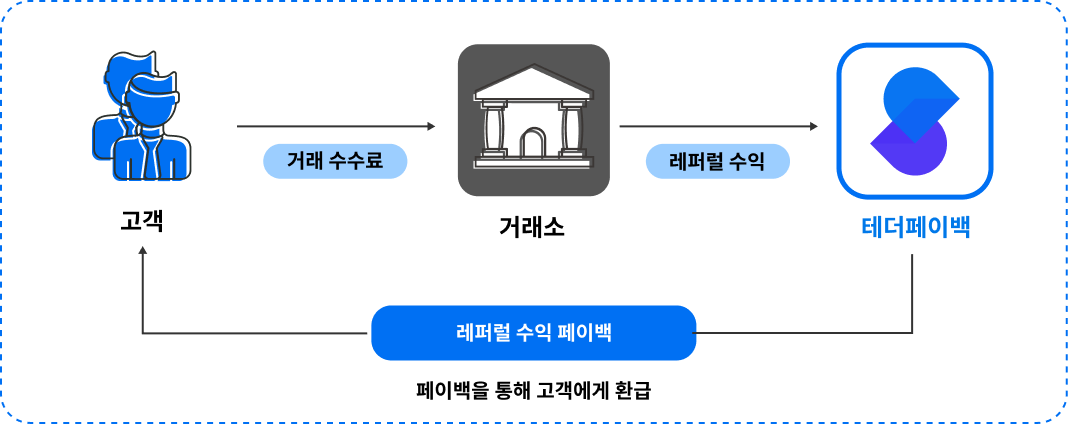 거래 수수료
레퍼럴 수익
고객
거래소
테더페이백
레퍼럴 수익 페이백
페이백을 통해 고객에게 환급